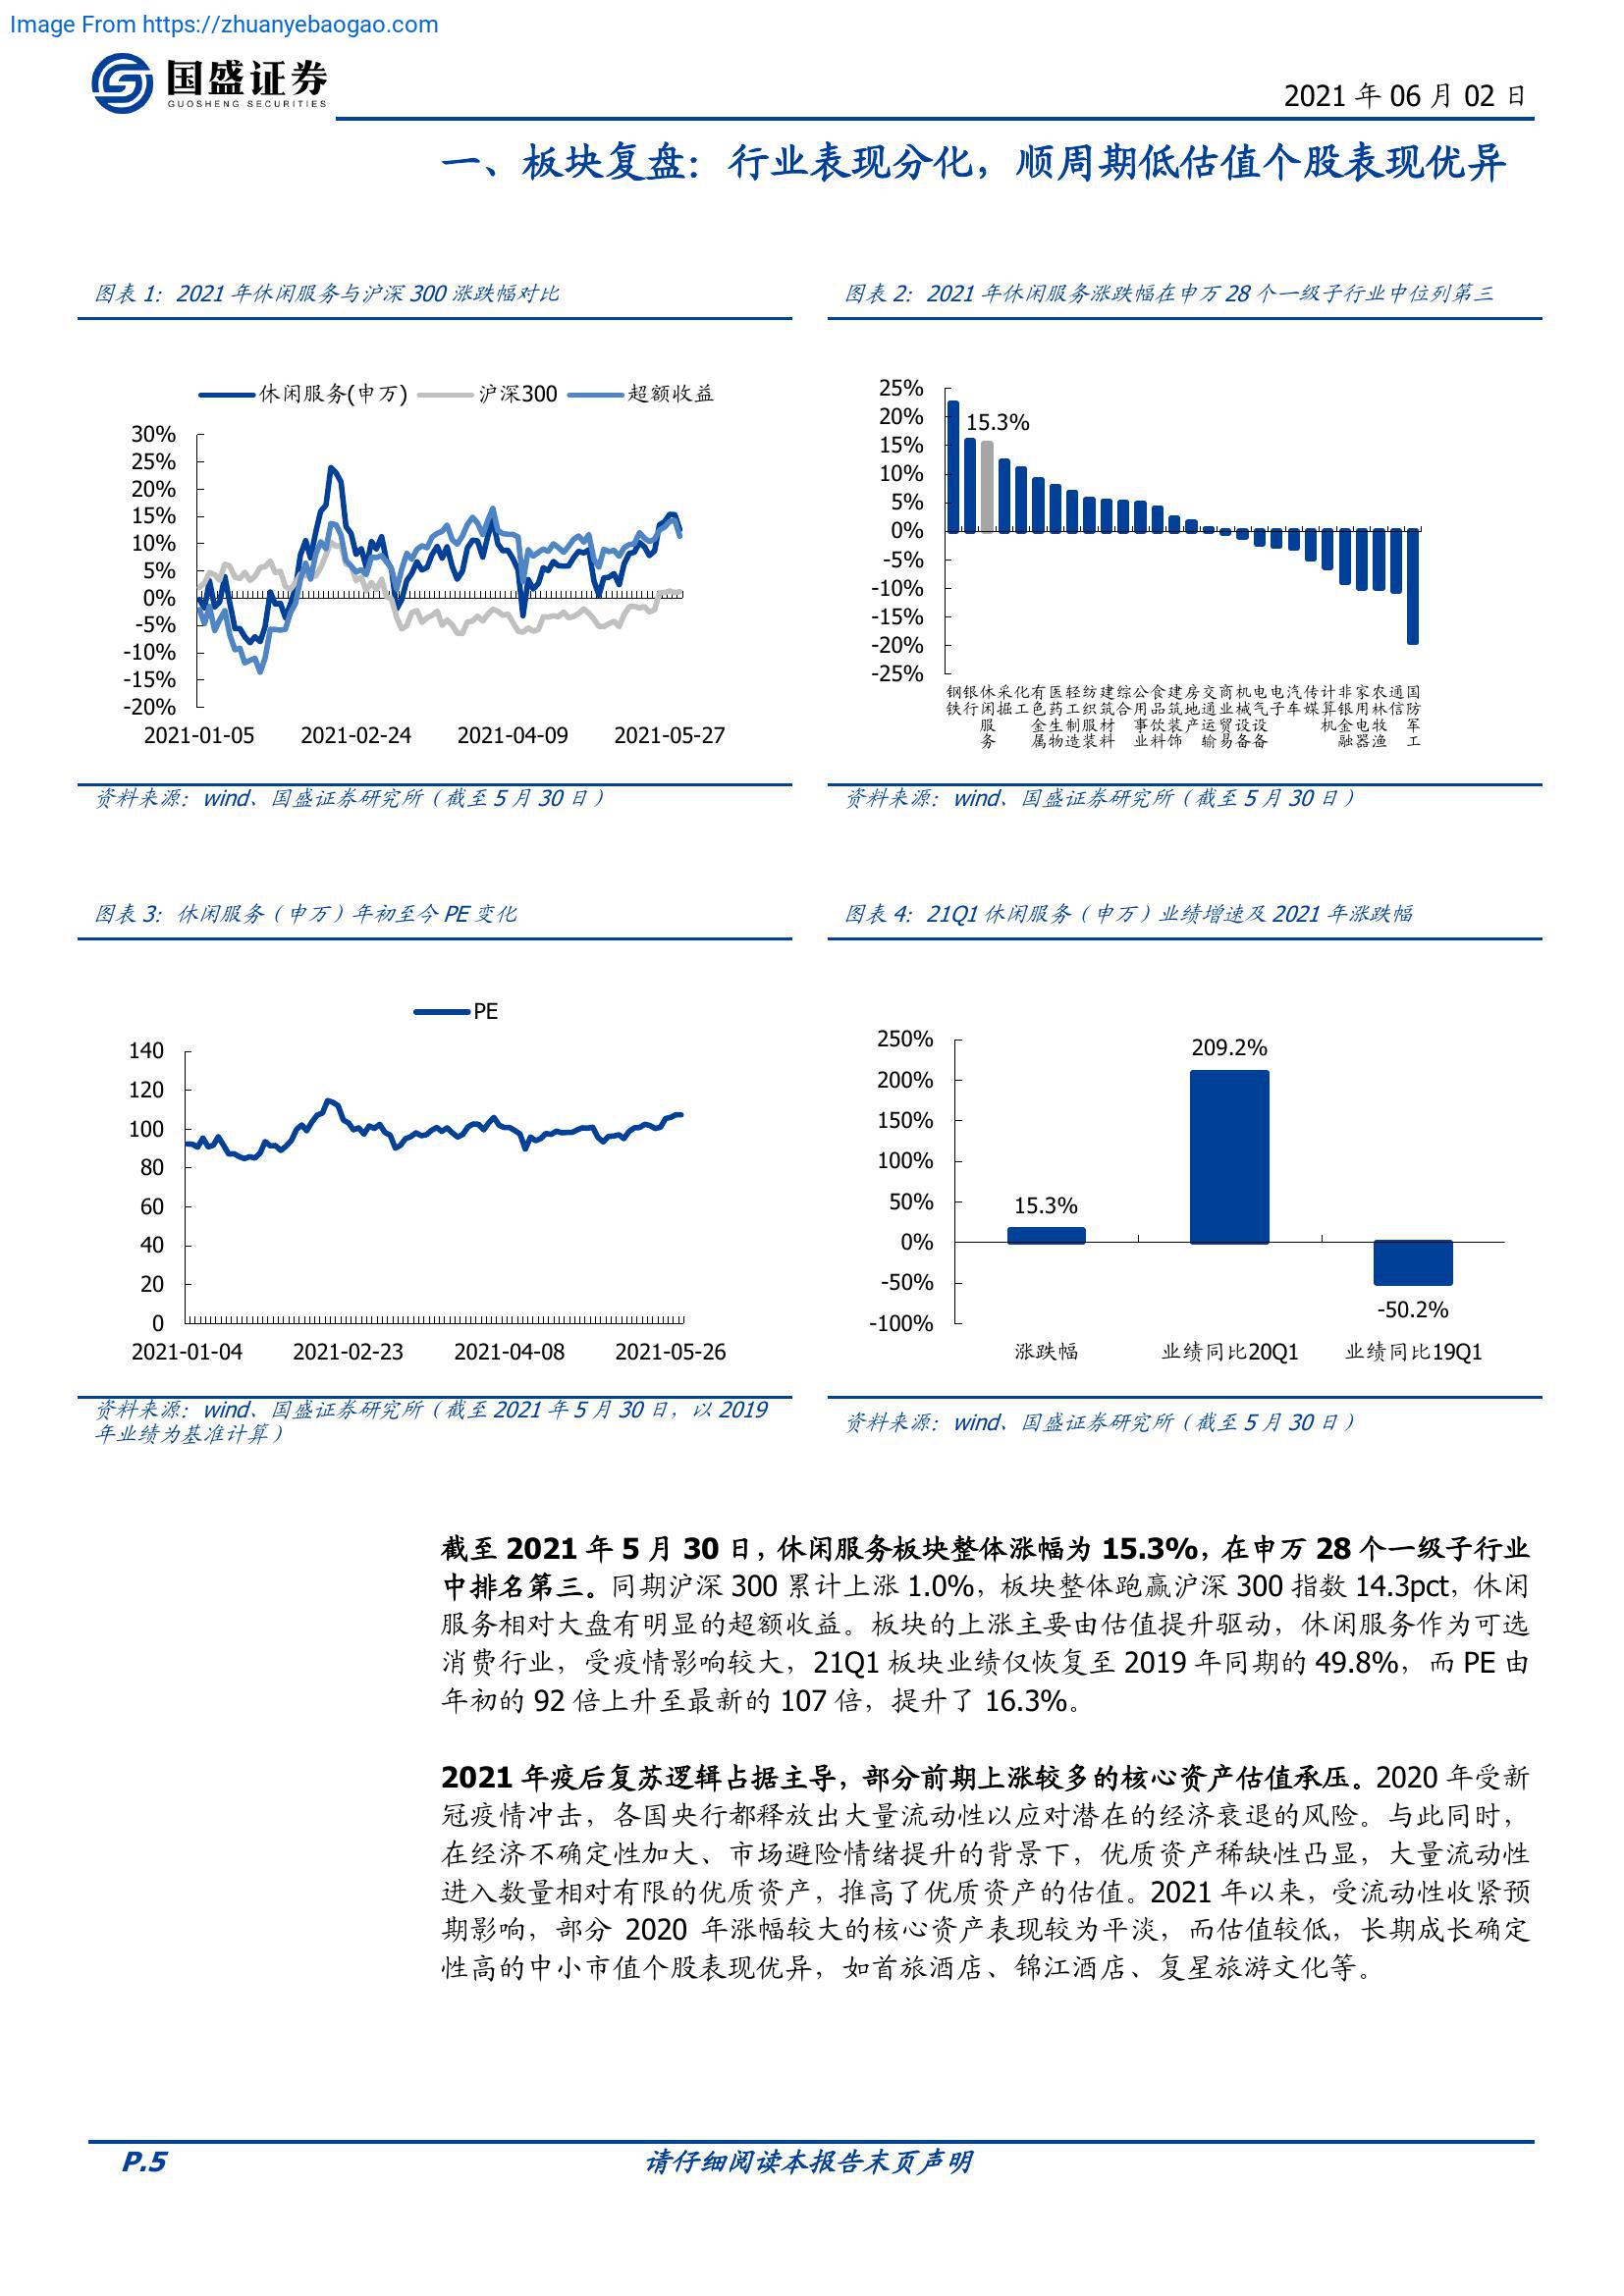 Image From https://zhuanyebaogao.com
国盛证券
GUOSHENG SECURITIES
2021 年 06 月 02 日
一、板块复盘：行业表现分化，顺周期低估值个股表现优异
图表 1：2021 年休闲服务与沪深 300 涨跌幅对比
休闲服务(申万) 沪深300 超额收益
30%
25%
20%
15%
10%
5%
0%
-5%
-10%
-15%
-20%
2021-01-05 2021-02-24 2021-04-09 2021-05-27
资料来源：wind、国盛证券研究所（截至 5 月 30 日）
图表 2：2021 年休闲服务涨跌幅在申万 28 个一级子行业中位列第三
25%
20%
15%
10%
5%
0%
-5%
-10%
-15%
-20%
-25%
15.3%
钢铁 银行 休闲服务 采掘 化工 有色金属 医药生物 轻工制造 纺织服装 建筑材料 综合 公用事业 食品饮料 建筑装饰 房地产 交通运输 商业贸易 机械设备 电气设备 电子 汽车 传媒 计算机 非银金融 家用电器 农林牧渔 通信 国防军工
资料来源：wind、国盛证券研究所（截至 5 月 30 日）
图表 3：休闲服务（申万）年初至今 PE 变化
PE
140
120
100
80
60
40
20
0
2021-01-04 2021-02-23 2021-04-08 2021-05-26
资料来源：wind、国盛证券研究所（截至 2021 年 5 月 30 日，以 2019
年业绩为基准计算）
图表 4：21Q1 休闲服务（申万）业绩增速及 2021 年涨跌幅
250%
200%
150%
100%
50%
0%
-50%
-100%
15.3%
209.2%
-50.2%
涨跌幅 业绩同比20Q1 业绩同比19Q1
资料来源：wind、国盛证券研究所（截至 5 月 30 日）
截至 2021 年 5 月 30 日，休闲服务板块整体涨幅为 15.3%，在申万 28 个一级子行业
中排名第三。同期沪深 300 累计上涨 1.0%，板块整体跑赢沪深 300 指数 14.3pct，休闲
服务相对大盘有明显的超额收益。板块的上涨主要由估值提升驱动，休闲服务作为可选
消费行业，受疫情影响较大，21Q1 板块业绩仅恢复至 2019 年同期的 49.8%，而 PE 由
年初的 92 倍上升至最新的 107 倍，提升了 16.3%。
2021 年疫后复苏逻辑占据主导，部分前期上涨较多的核心资产估值承压。2020 年受新
冠疫情冲击，各国央行都释放出大量流动性以应对潜在的经济衰退的风险。与此同时，
在经济不确定性加大、市场避险情绪提升的背景下，优质资产稀缺性凸显，大量流动性
进入数量相对有限的优质资产，推高了优质资产的估值。2021 年以来，受流动性收紧预
期影响，部分 2020 年涨幅较大的核心资产表现较为平淡，而估值较低，长期成长确定
性高的中小市值个股表现优异，如首旅酒店、锦江酒店、复星旅游文化等。
P.5
请仔细阅读本报告末页声明